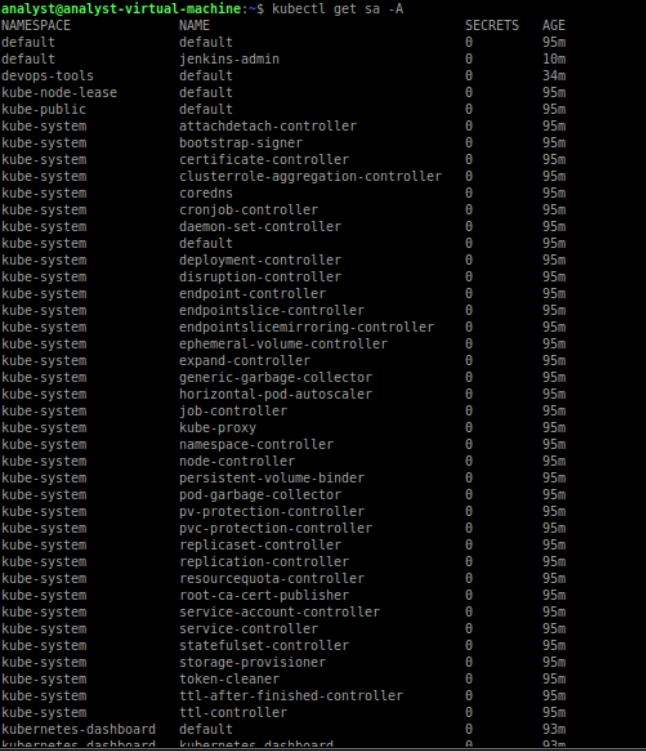 analyst@analyst-virtual-machine:~$ kubectl get sa -A
NAMESPACE NAME SECRETS AGE
default default 0 95m
default jenkins-admin 0 10m
devops-tools default 0 34m
kube-node-lease default 0 95m
kube-public default 0 95m
kube-system attachdetach-controller 0 95m
kube-system bootstrap-signer 0 95m
kube-system certificate-controller 0 95m
kube-system clusterrole-aggregation-controller 0 95m
kube-system coredns 0 95m
kube-system cronjob-controller 0 95m
kube-system daemon-set-controller 0 95m
kube-system default 0 95m
kube-system deployment-controller 0 95m
kube-system disruption-controller 0 95m
kube-system endpoint-controller 0 95m
kube-system endpointslice-controller 0 95m
kube-system endpointslicemirroring-controller 0 95m
kube-system ephemeral-volume-controller 0 95m
kube-system expand-controller 0 95m
kube-system generic-garbage-collector 0 95m
kube-system horizontal-pod-autoscaler 0 95m
kube-system job-controller 0 95m
kube-system kube-proxy 0 95m
kube-system namespace-controller 0 95m
kube-system node-controller 0 95m
kube-system persistent-volume-binder 0 95m
kube-system pod-garbage-collector 0 95m
kube-system pv-protection-controller 0 95m
kube-system pvc-protection-controller 0 95m
kube-system replicaset-controller 0 95m
kube-system replication-controller 0 95m
kube-system resourcequota-controller 0 95m
kube-system root-ca-cert-publisher 0 95m
kube-system service-account-controller 0 95m
kube-system service-controller 0 95m
kube-system statefulset-controller 0 95m
kube-system storage-provisioner 0 95m
kube-system token-cleaner 0 95m
kube-system ttl-after-finished-controller 0 95m
kube-system ttl-controller 0 95m
kubernetes-dashboard default 0 93m
kubernetes-dashboard kubernetes-dashboard 0 93m